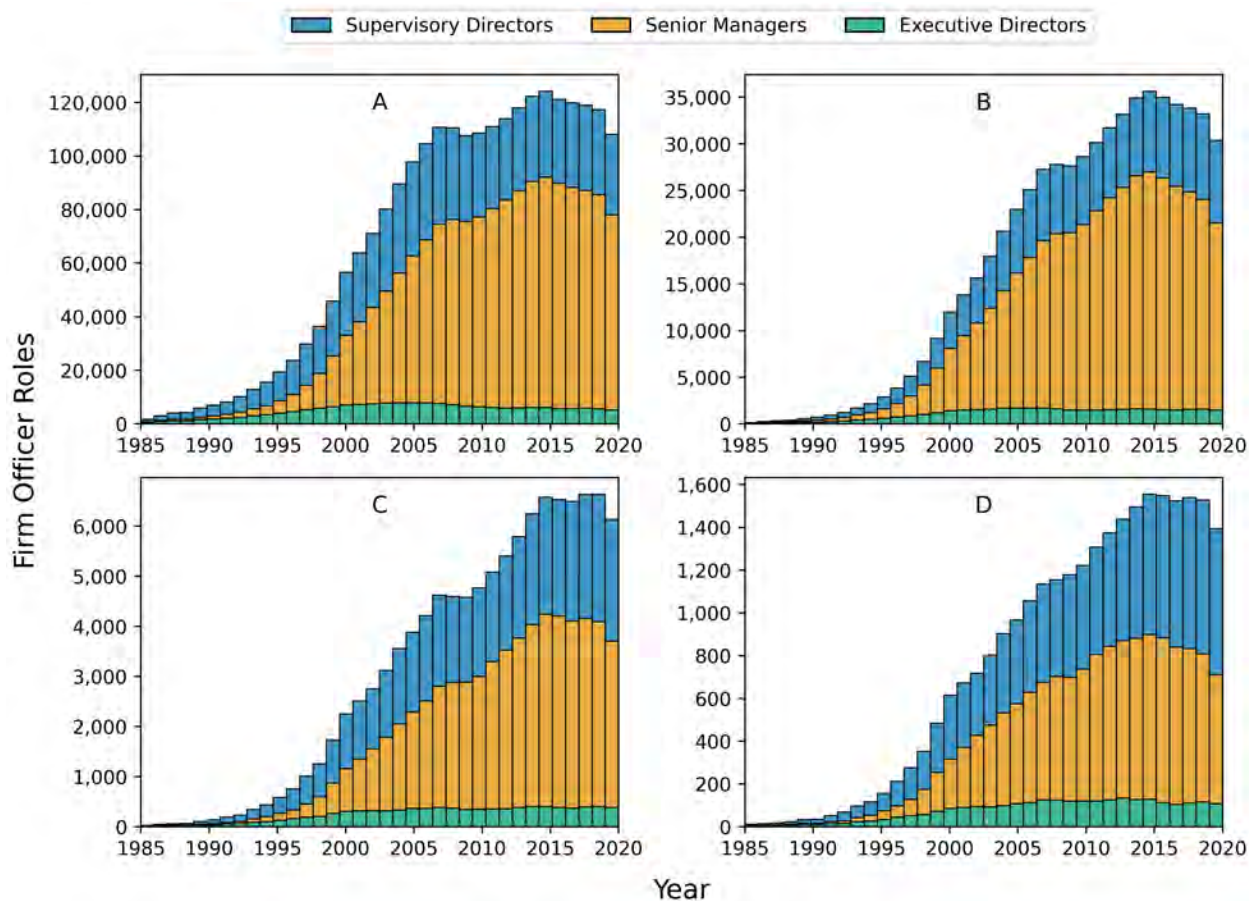 Supervisory Directors Senior Managers Executive Directors
A
120,000
100,000
80,000
60,000
40,000
20,000
0
1985 1990 1995 2000 2005 2010 2015 2020
B
35,000
30,000
25,000
20,000
15,000
10,000
5,000
0
1985 1990 1995 2000 2005 2010 2015 2020
Firm Officer Roles
C
6,000
5,000
4,000
3,000
2,000
1,000
0
1985 1990 1995 2000 2005 2010 2015 2020
D
1,600
1,400
1,200
1,000
800
600
400
200
0
1985 1990 1995 2000 2005 2010 2015 2020
Year